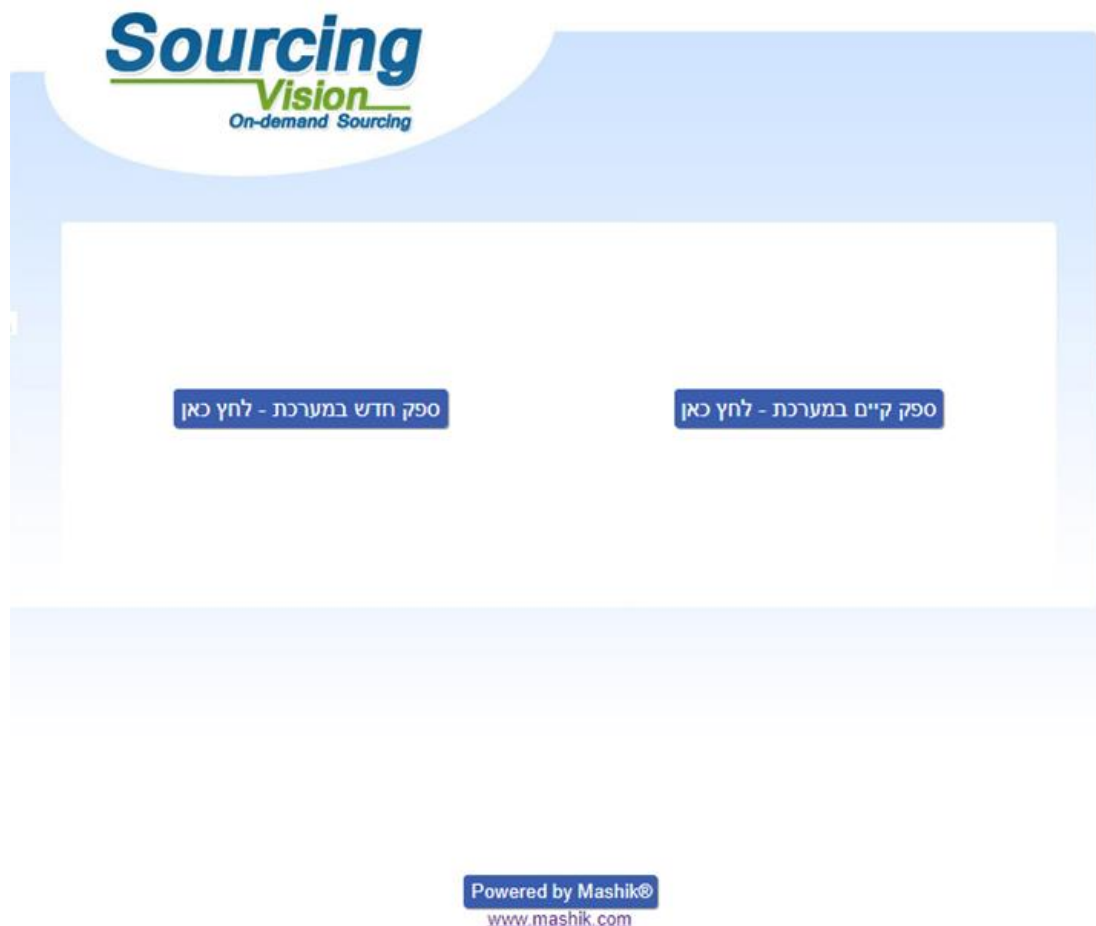 Sourcing
Vision
On-demand Sourcing
ספק קיים במערכת - לחץ כאן
ספק חדש במערכת - לחץ כאן
Powered by Mashik®
www.mashik.com